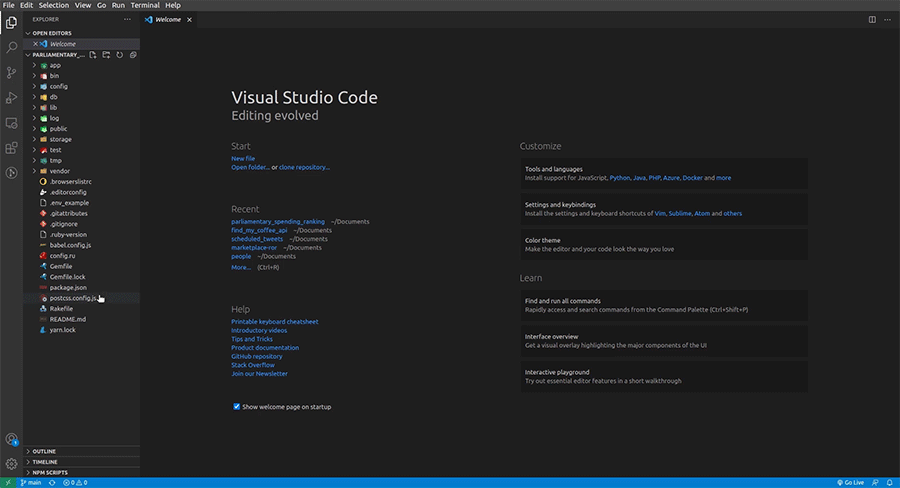 File Edit Selection View Go Run Terminal Help
EXPLORER
Welcome
OPEN EDITORS
Welcome
PARLIAMENTARY_...
app
bin
config
db
lib
log
public
storage
test
tmp
vendor
.browserslistrc
.editorconfig
.env_example
.gitattributes
.gitignore
.ruby-version
babel.config.js
config.ru
Gemfile
Gemfile.lock
package.json
postcss.config.js
Rakefile
README.md
yarn.lock
OUTLINE
TIMELINE
NPM SCRIPTS
Visual Studio Code
Editing evolved
Start
New file
Open folder... or clone repository...
Recent
parliamentary_spending_ranking ~/Documents
find_my_coffee_api ~/Documents
scheduled_tweets ~/Documents
marketplace-ror ~/Documents
people ~/Documents
More... (Ctrl+R)
Help
Printable keyboard cheatsheet
Introductory videos
Tips and Tricks
Product documentation
GitHub repository
Stack Overflow
Join our Newsletter
Show welcome page on startup
Customize
Tools and languages
Install support for JavaScript, Python, Java, PHP, Azure, Docker and more
Settings and keybindings
Install the settings and keyboard shortcuts of Vim, Sublime, Atom and others
Color theme
Make the editor and your code look the way you love
Learn
Find and run all commands
Rapidly access and search commands from the Command Palette (Ctrl+Shift+P)
Interface overview
Get a visual overlay highlighting the major components of the UI
Interactive playground
Try out essential editor features in a short walkthrough
1
main 0 0
Go Live